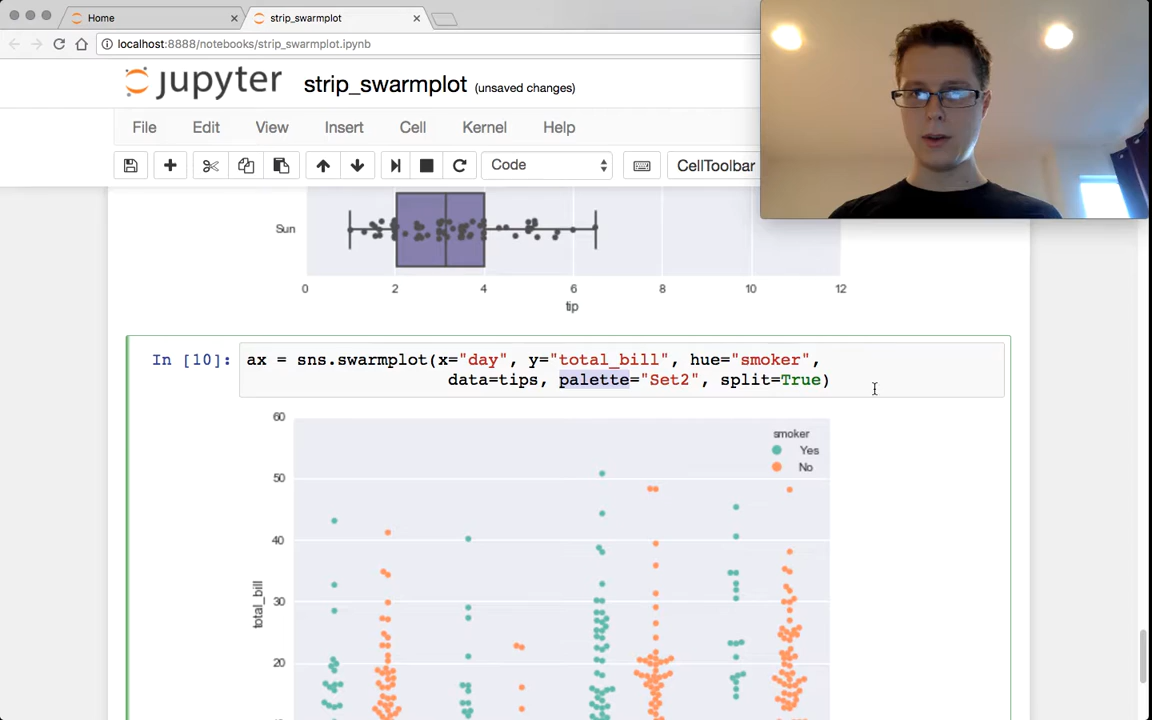 Home
strip_swarmplot
localhost:8888/notebooks/strip_swarmplot.ipynb
jupyter strip_swarmplot (unsaved changes)
File Edit View Insert Cell Kernel Help
Code CellToolbar
Sun
0 2 4 6 8 10 12
tip
In [10]: ax = sns.swarmplot(x="day", y="total_bill", hue="smoker",
data=tips, palette="Set2", split=True)
60
smoker
Yes
No
50
40
30
20
total_bill